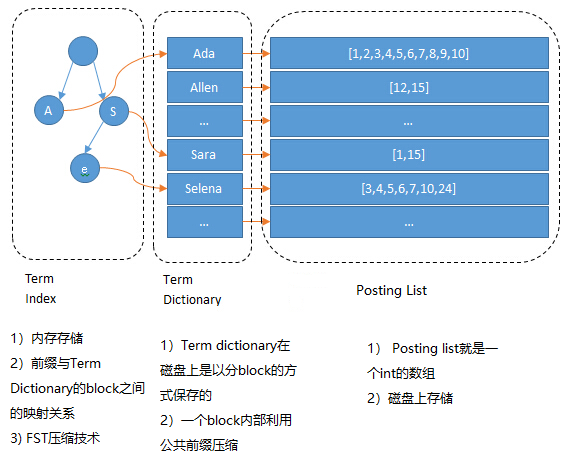 A
S
e
Ada
[1,2,3,4,5,6,7,8,9,10]
Allen
[12,15]
...
...
Sara
[1,15]
Selena
[3,4,5,6,7,10,24]
...
...
Term
Index
Term
Dictionary
Posting List
1）内存存储
2）前缀与Term
Dictionary的block之间
的映射关系
3) FST压缩技术
1）Term dictionary在
磁盘上是以分block的方
式保存的
2）一个block内部利用
公共前缀压缩
1） Posting list就是一
个int的数组
2）磁盘上存储